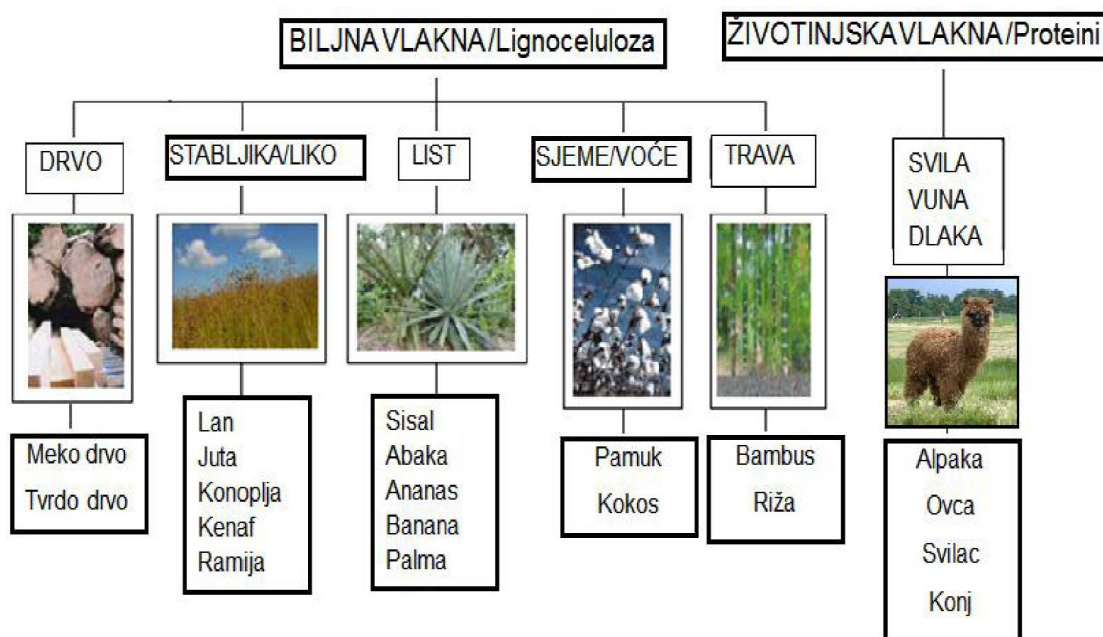 BILJNA VLAKNA/Lignoceluloza
ŽIVOTINJSKA VLAKNA/Proteini
DRVO
STABLJIKA/LIKO
LIST
SJEME/VOĆE
TRAVA
SVILA
VUNA
DLAKA
Meko drvo
Tvrdo drvo
Lan
Juta
Konoplja
Kenaf
Ramija
Sisal
Abaka
Ananas
Banana
Palma
Pamuk
Kokos
Bambus
Riža
Alpaka
Ovca
Svilac
Konj